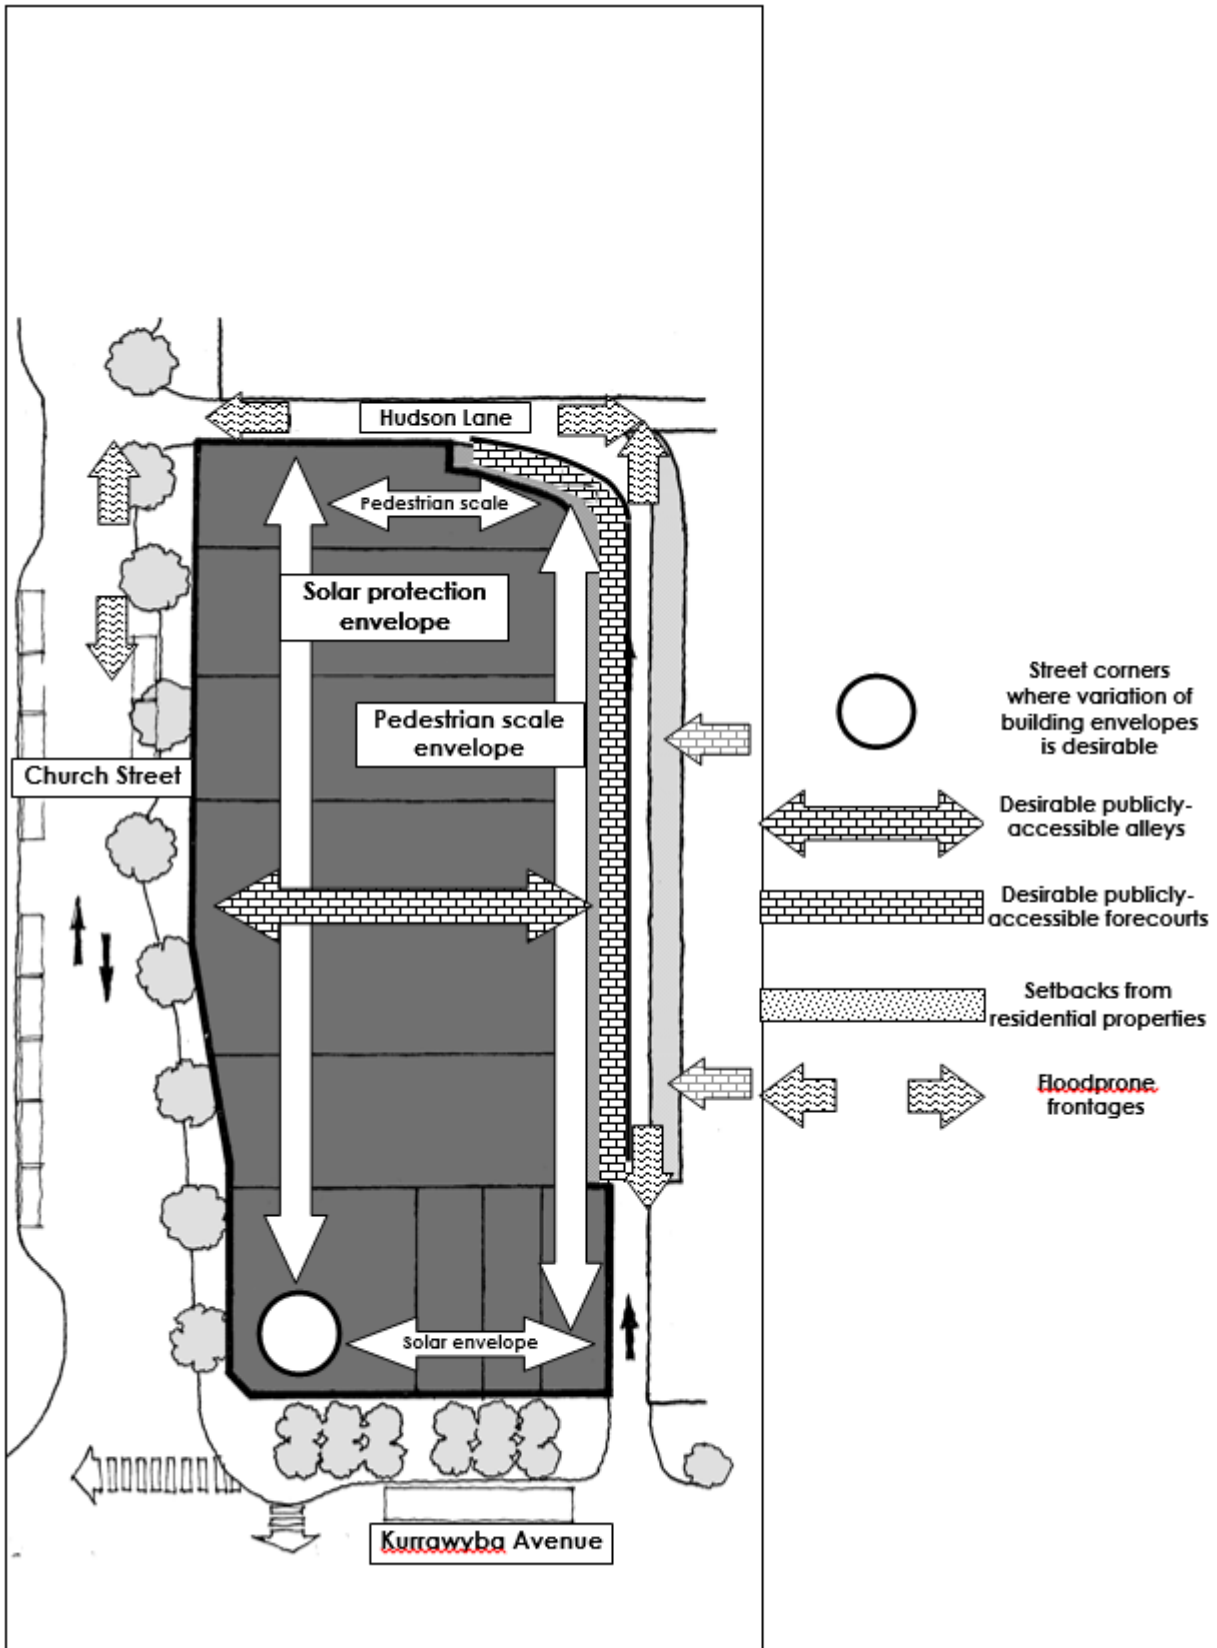 Hudson Lane
Pedestrian scale
Solar protection
envelope
Pedestrian scale
envelope
Church Street
Solar envelope
Kurrawyba Avenue
Street corners
where variation of
building envelopes
is desirable
Desirable publicly-
accessible alleys
Desirable publicly-
accessible forecourts
Setbacks from
residential properties
Floodprone
frontages